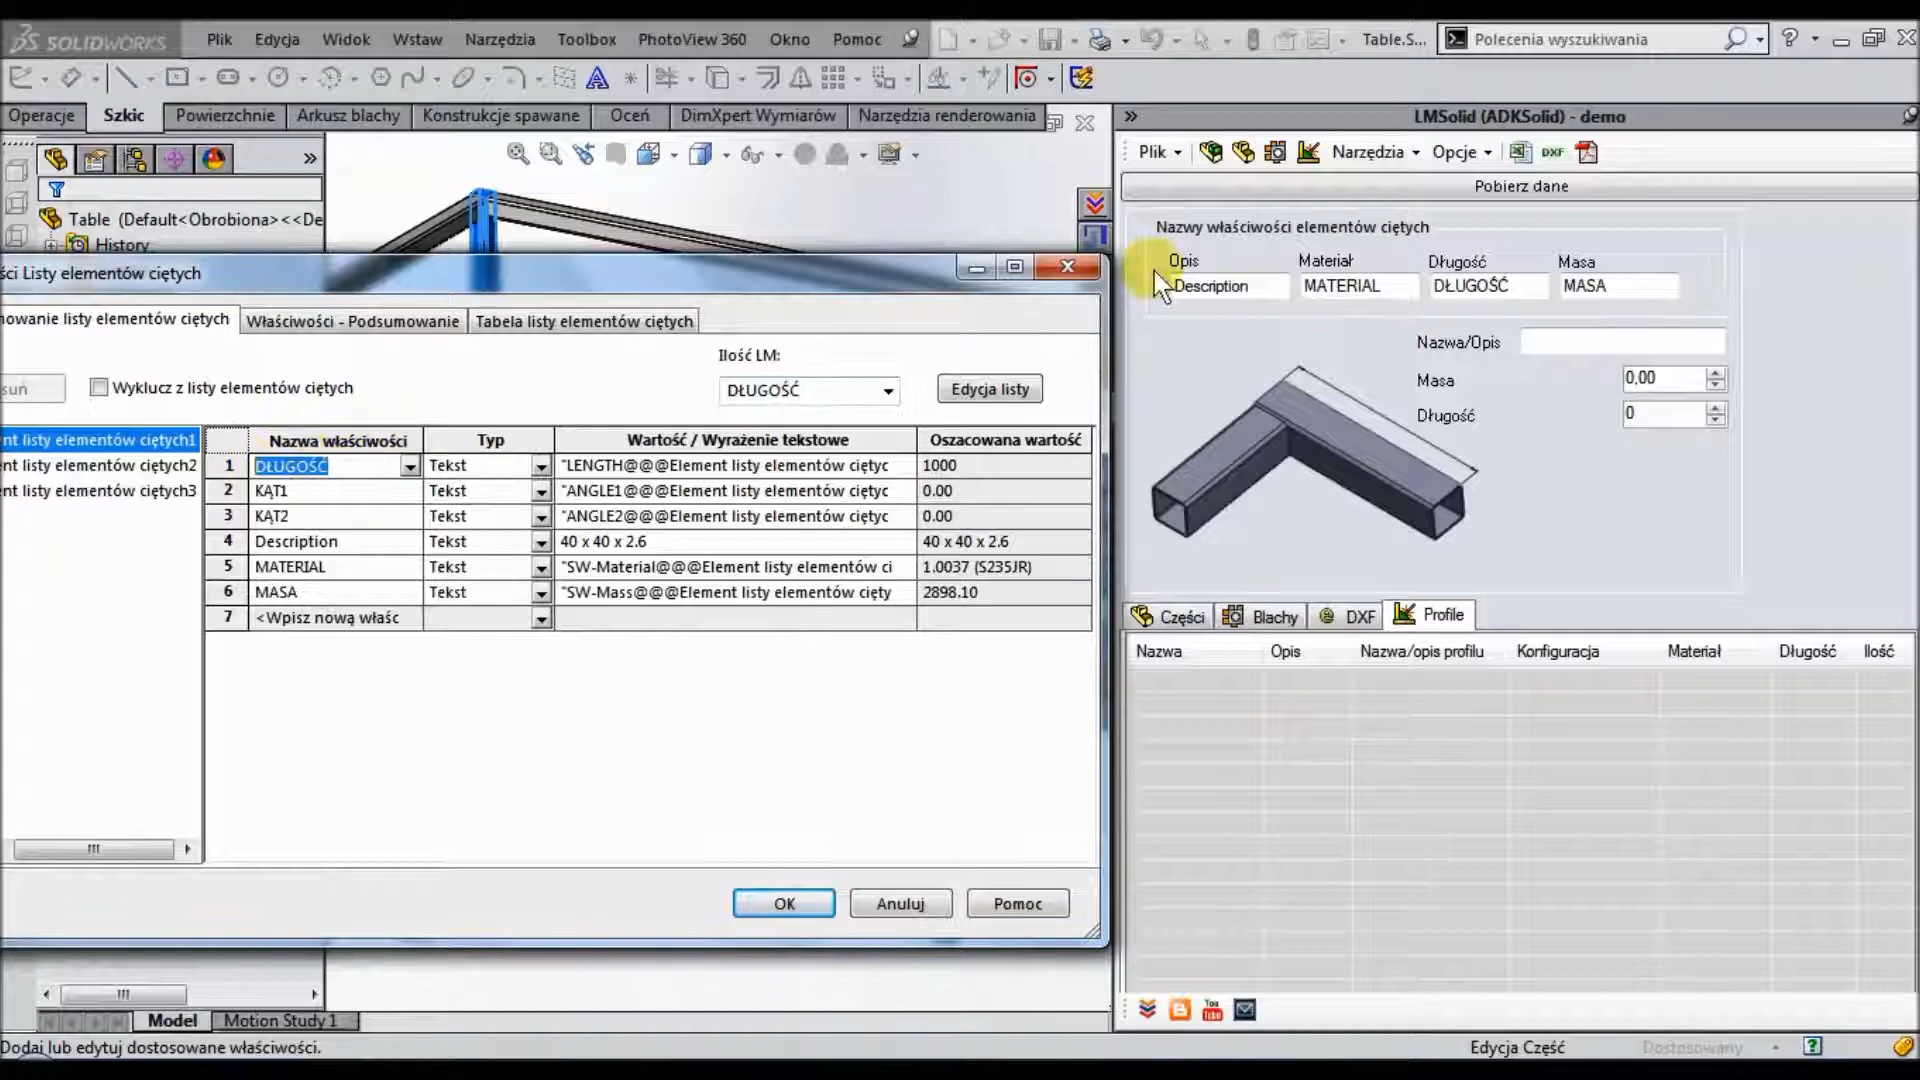 SOLIDWORKS Plik Edycja Widok Wstaw Narzędzia Toolbox PhotoView 360 Okno Pomoc Table.S... Polecenia wyszukiwania
Operacje Szkic Powierzchnie Arkusz blachy Konstrukcje spawane Oceń DimXpert Wymiarów Narzędzia renderowania
LMSolid (ADKSolid) - demo
Plik Narzędzia Opcje DXF
Pobierz dane
Table (Default<Obrobiona><<De
History
Nazwy właściwości elementów ciętych
Opis Materiał Długość Masa
Description MATERIAL DŁUGOŚĆ MASA
Nazwa/Opis
Masa 0,00
Długość 0
ści Listy elementów ciętych
owanie listy elementów ciętych Właściwości - Podsumowanie Tabela listy elementów ciętych
Ilość LM:
suń Wyklucz z listy elementów ciętych DŁUGOŚĆ Edycja listy
nt listy elementów ciętych1
nt listy elementów ciętych2
nt listy elementów ciętych3
Nazwa właściwości Typ Wartość / Wyrażenie tekstowe Oszacowana wartość
1 DŁUGOŚĆ Tekst "LENGTH@@@Element listy elementów ciętyc 1000
2 KĄT1 Tekst "ANGLE1@@@Element listy elementów ciętyc 0.00
3 KĄT2 Tekst "ANGLE2@@@Element listy elementów ciętyc 0.00
4 Description Tekst 40 x 40 x 2.6 40 x 40 x 2.6
5 MATERIAL Tekst "SW-Material@@@Element listy elementów ci 1.0037 (S235JR)
6 MASA Tekst "SW-Mass@@@Element listy elementów cięty 2898.10
7 <Wpisz nową właśc
OK Anuluj Pomoc
Części Blachy DXF Profile
Nazwa Opis Nazwa/opis profilu Konfiguracja Materiał Długość Ilość
You Tube
Model Motion Study 1
Dodaj lub edytuj dostosowane właściwości. Edycja Część Dostosowany